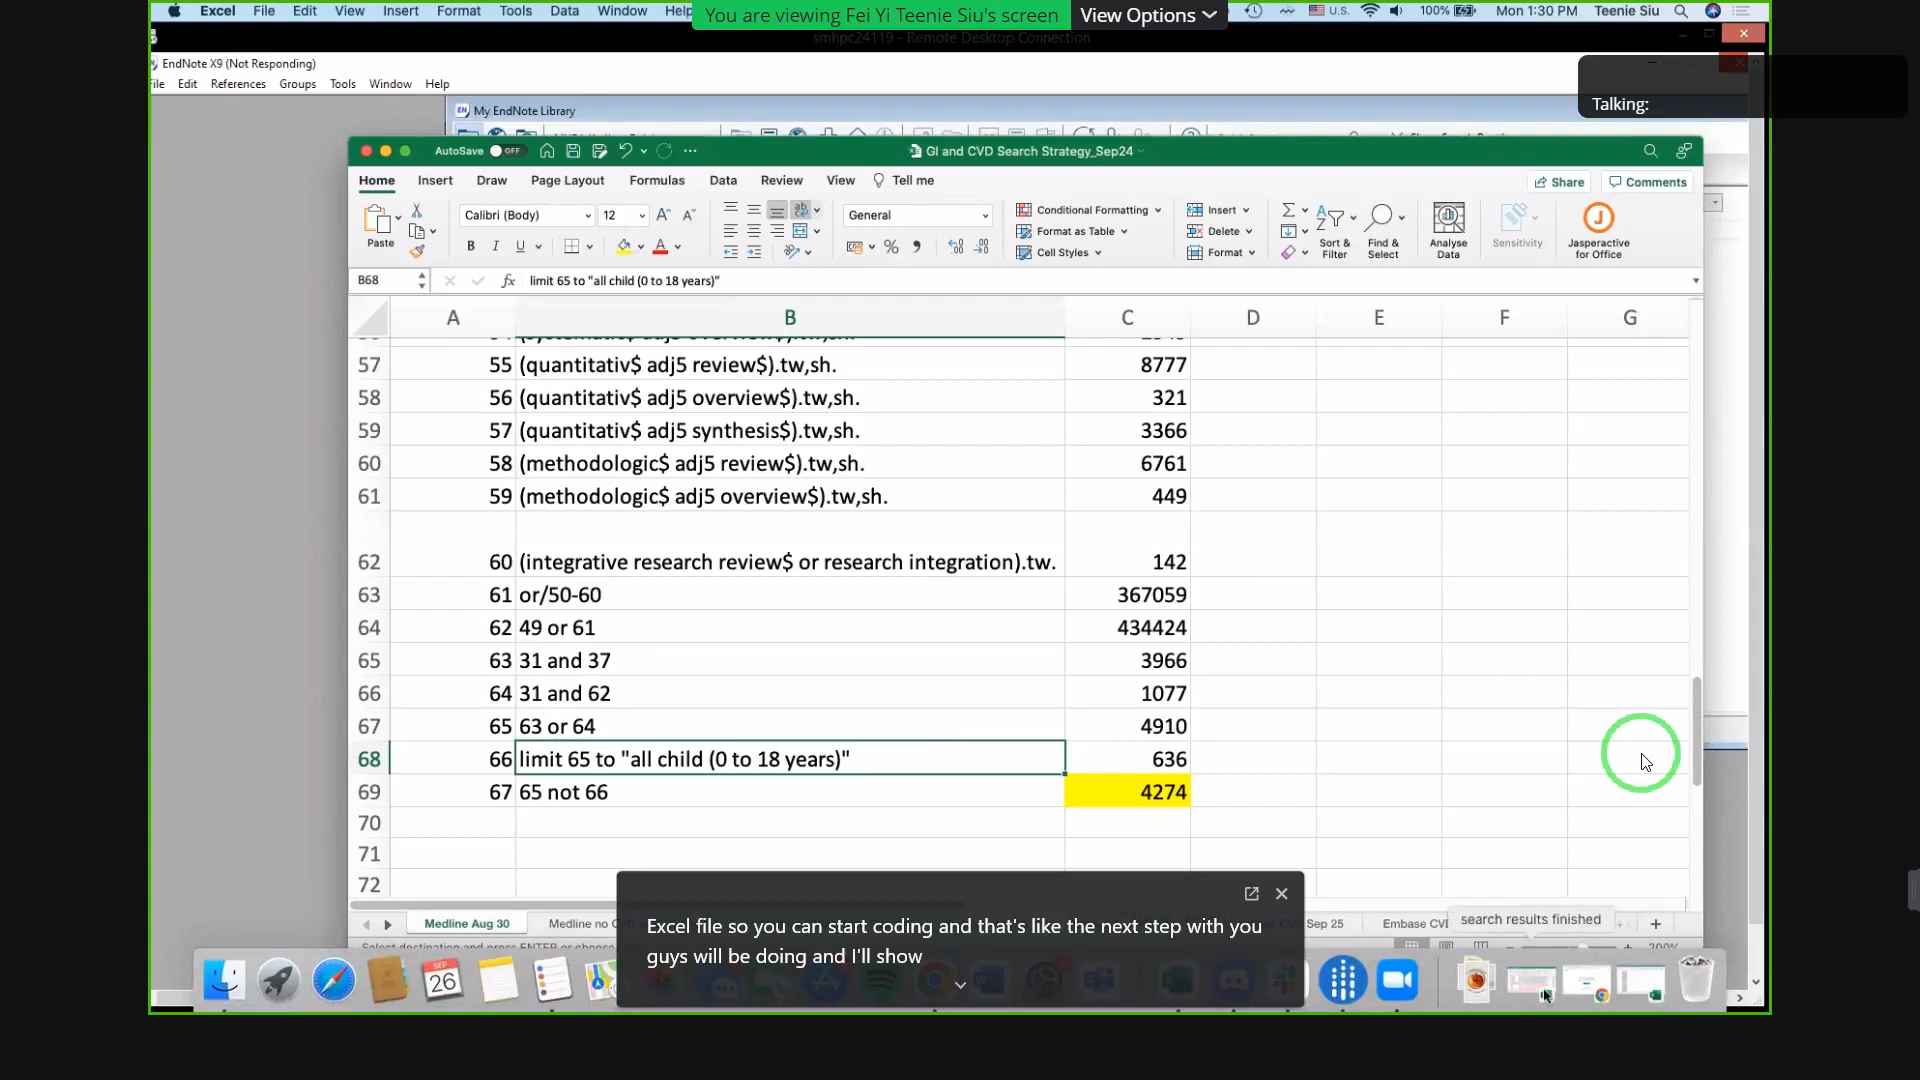 Excel File Edit View Insert Format Tools Data Window Help
You are viewing Fei Yi Teenie Siu's screen View Options
U.S. 100% Mon 1:30 PM Teenie Siu
smhpc24119 - Remote Desktop Connection
EndNote X9 (Not Responding)
File Edit References Groups Tools Window Help
Talking:
EN My EndNote Library
AutoSave OFF GI and CVD Search Strategy_Sep24
Home Insert Draw Page Layout Formulas Data Review View Tell me Share Comments
Paste Calibri (Body) 12 General Conditional Formatting Format as Table Cell Styles Insert Delete Format Sort & Filter Find & Select Analyse Data Sensitivity Jasperactive for Office
B68 fx limit 65 to "all child (0 to 18 years)"
A B C D E F G
57 55 (quantitativ$ adj5 review$).tw,sh. 8777
58 56 (quantitativ$ adj5 overview$).tw,sh. 321
59 57 (quantitativ$ adj5 synthesis$).tw,sh. 3366
60 58 (methodologic$ adj5 review$).tw,sh. 6761
61 59 (methodologic$ adj5 overview$).tw,sh. 449
62 60 (integrative research review$ or research integration).tw. 142
63 61 or/50-60 367059
64 62 49 or 61 434424
65 63 31 and 37 3966
66 64 31 and 62 1077
67 65 63 or 64 4910
68 66 limit 65 to "all child (0 to 18 years)" 636
69 67 65 not 66 4274
70
71
72
Medline Aug 30 Medline no Sep 25 Embase CV
search results finished
Excel file so you can start coding and that's like the next step with you
guys will be doing and I'll show
SEP
26